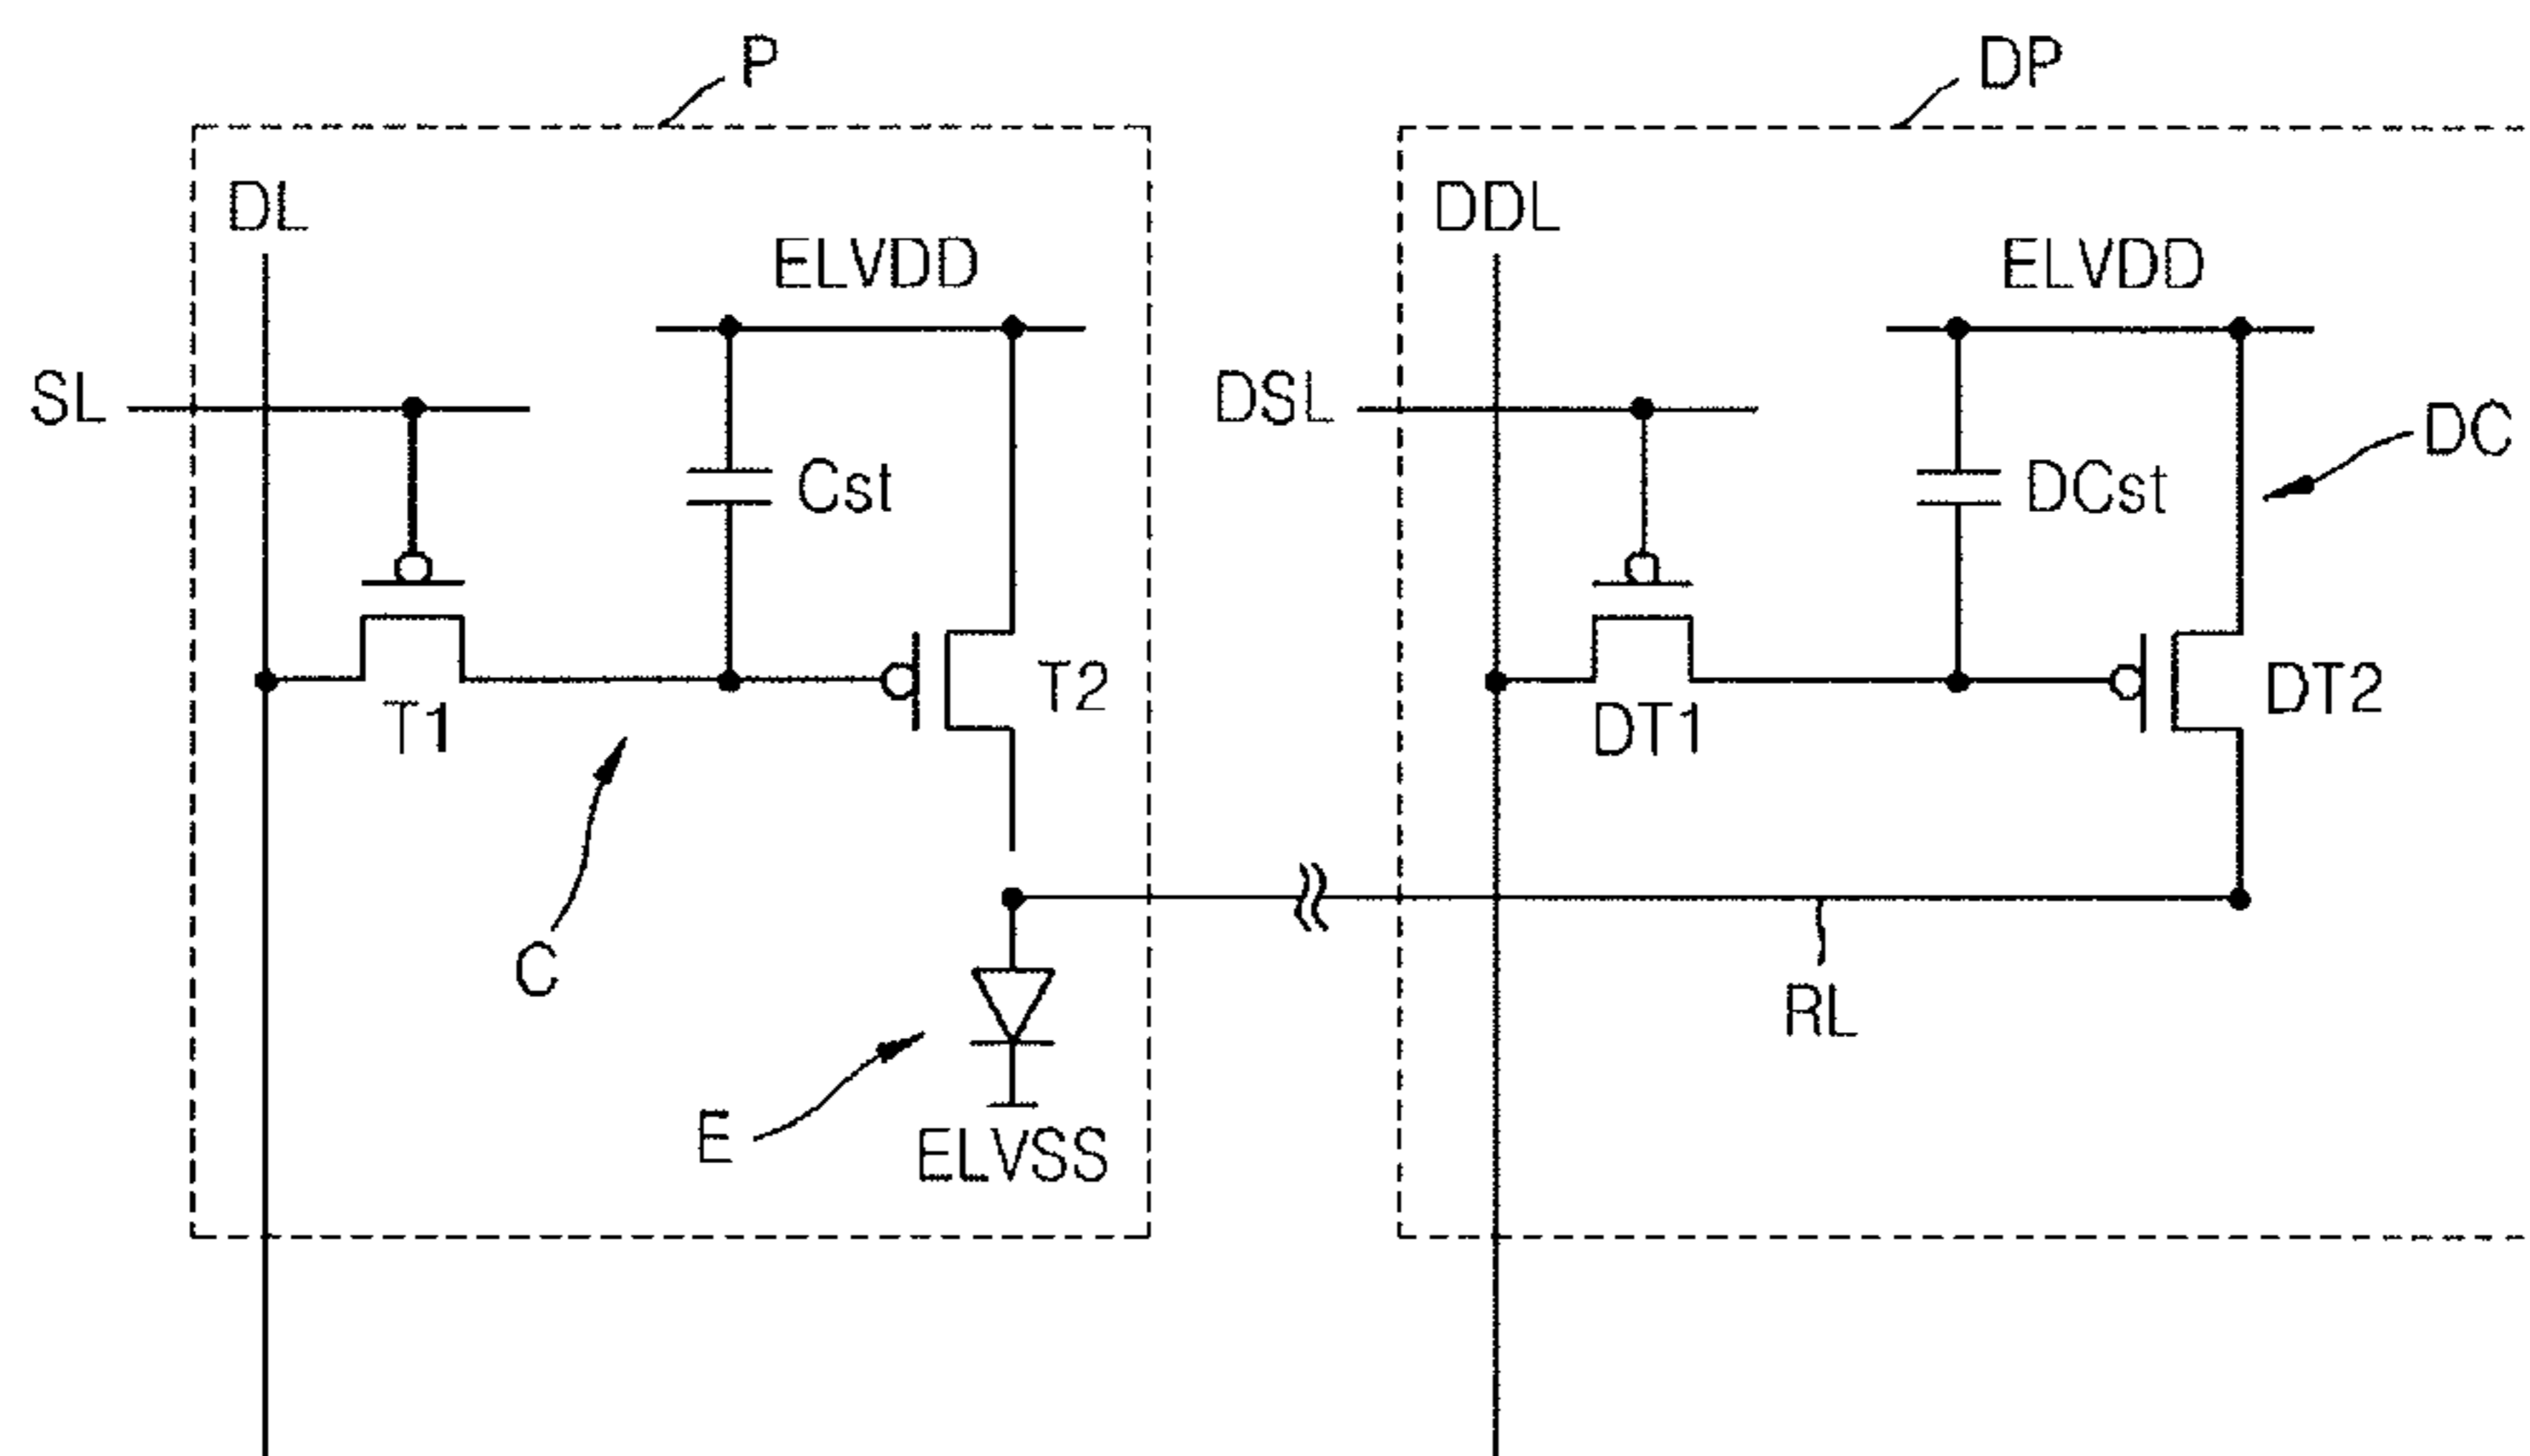 P
DP
DL
DDL
ELVDD
ELVDD
SL
DSL
DC
Cst
DCst
T2
DT2
T1
DT1
C
RL
E
ELVSS